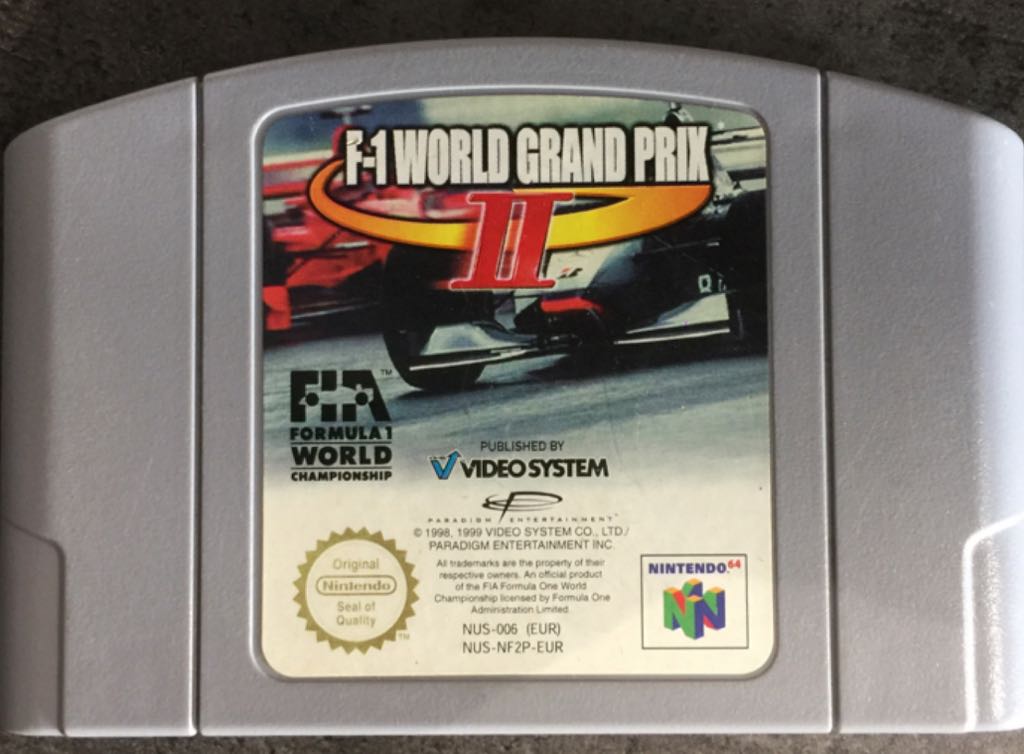 F-1 WORLD GRAND PRIX
II
FIA™
FORMULA 1
WORLD
CHAMPIONSHIP
PUBLISHED BY
VIDEO SYSTEM
PARADIGM ENTERTAINMENT
© 1998, 1999 VIDEO SYSTEM CO., LTD./
PARADIGM ENTERTAINMENT INC.
All trademarks are the property of their
respective owners. An official product
of the FIA Formula One World
Championship licensed by Formula One
Administration Limited.
NUS-006 (EUR)
NUS-NF2P-EUR
Original
Nintendo
Seal of
Quality
TM
NINTENDO64